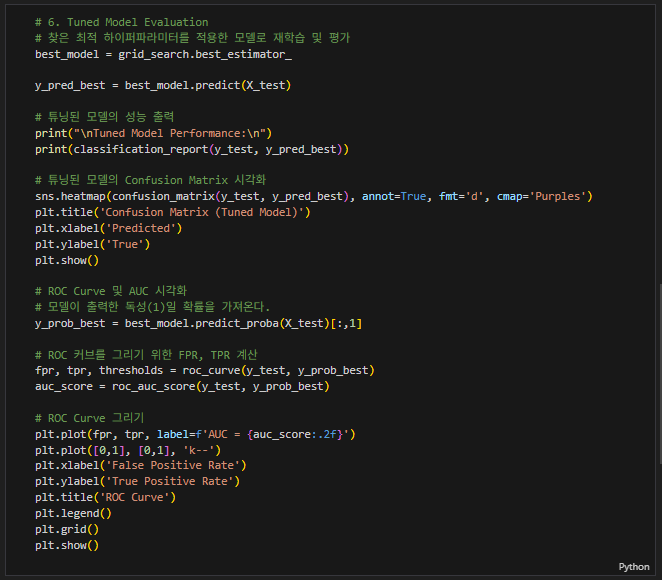 # 6. Tuned Model Evaluation
# 찾은 최적 하이퍼파라미터를 적용한 모델로 재학습 및 평가
best_model = grid_search.best_estimator_
y_pred_best = best_model.predict(X_test)
# 튜닝된 모델의 성능 출력
print("\nTuned Model Performance:\n")
print(classification_report(y_test, y_pred_best))
# 튜닝된 모델의 Confusion Matrix 시각화
sns.heatmap(confusion_matrix(y_test, y_pred_best), annot=True, fmt='d', cmap='Purples')
plt.title('Confusion Matrix (Tuned Model)')
plt.xlabel('Predicted')
plt.ylabel('True')
plt.show()
# ROC Curve 및 AUC 시각화
# 모델이 출력한 독성(1)일 확률을 가져온다.
y_prob_best = best_model.predict_proba(X_test)[:,1]
# ROC 커브를 그리기 위한 FPR, TPR 계산
fpr, tpr, thresholds = roc_curve(y_test, y_prob_best)
auc_score = roc_auc_score(y_test, y_prob_best)
# ROC Curve 그리기
plt.plot(fpr, tpr, label=f'AUC = {auc_score:.2f}')
plt.plot([0,1], [0,1], 'k--')
plt.xlabel('False Positive Rate')
plt.ylabel('True Positive Rate')
plt.title('ROC Curve')
plt.legend()
plt.grid()
plt.show()
Python